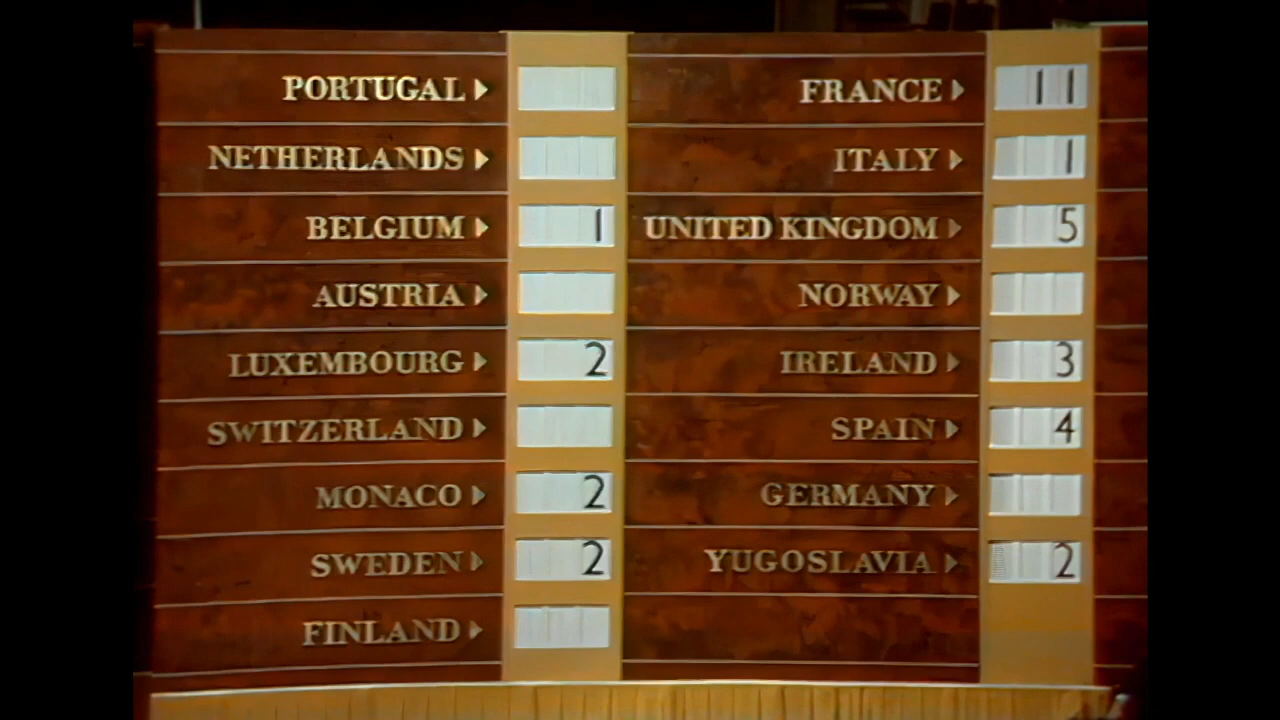 PORTUGAL
NETHERLANDS
BELGIUM 1
AUSTRIA
LUXEMBOURG 2
SWITZERLAND
MONACO 2
SWEDEN 2
FINLAND
FRANCE 11
ITALY 1
UNITED KINGDOM 5
NORWAY
IRELAND 3
SPAIN 4
GERMANY
YUGOSLAVIA 2